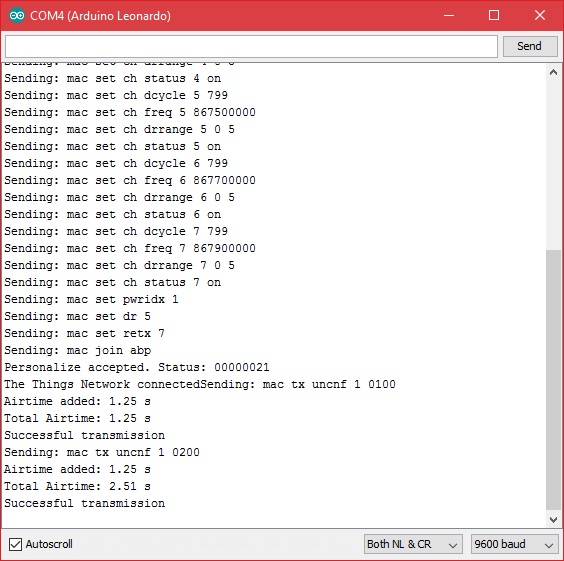 COM4 (Arduino Leonardo)
Send
Sending: mac set ch drrange 4 0 5
Sending: mac set ch status 4 on
Sending: mac set ch dcycle 5 799
Sending: mac set ch freq 5 867500000
Sending: mac set ch drrange 5 0 5
Sending: mac set ch status 5 on
Sending: mac set ch dcycle 6 799
Sending: mac set ch freq 6 867700000
Sending: mac set ch drrange 6 0 5
Sending: mac set ch status 6 on
Sending: mac set ch dcycle 7 799
Sending: mac set ch freq 7 867900000
Sending: mac set ch drrange 7 0 5
Sending: mac set ch status 7 on
Sending: mac set pwridx 1
Sending: mac set dr 5
Sending: mac set retx 7
Sending: mac join abp
Personalize accepted. Status: 00000021
The Things Network connectedSending: mac tx uncnf 1 0100
Airtime added: 1.25 s
Total Airtime: 1.25 s
Successful transmission
Sending: mac tx uncnf 1 0200
Airtime added: 1.25 s
Total Airtime: 2.51 s
Successful transmission
Autoscroll
Both NL & CR
9600 baud